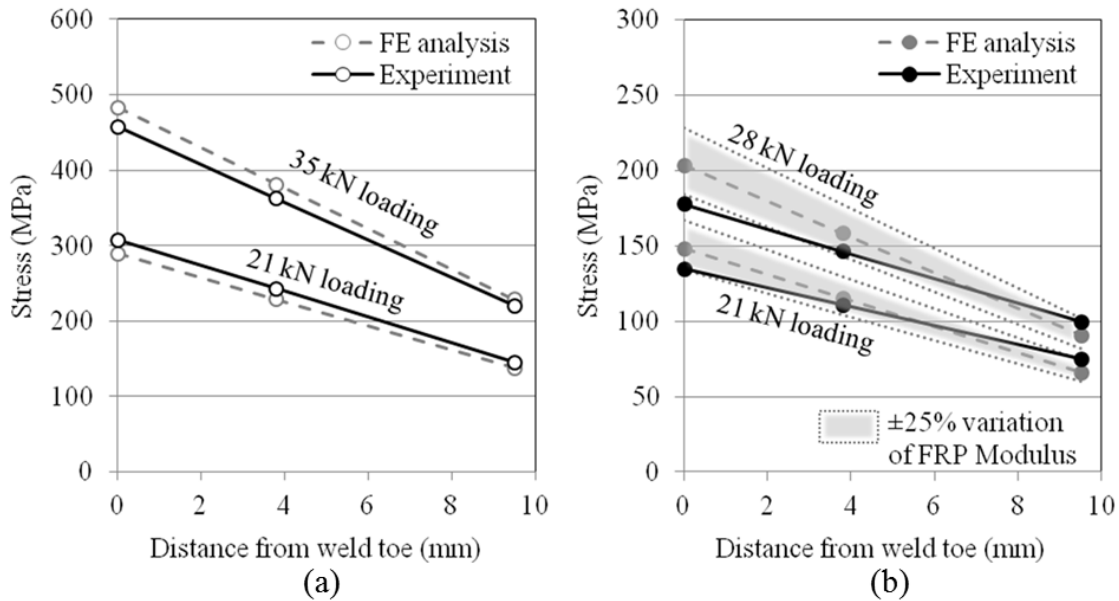 (a)
600
500
400
300
200
100
0
Stress (MPa)
FE analysis
Experiment
35 kN loading
21 kN loading
0 2 4 6 8 10
Distance from weld toe (mm)
(a)
(b)
300
250
200
150
100
50
0
Stress (MPa)
FE analysis
Experiment
28 kN loading
21 kN loading
±25% variation
of FRP Modulus
0 2 4 6 8 10
Distance from weld toe (mm)
(b)